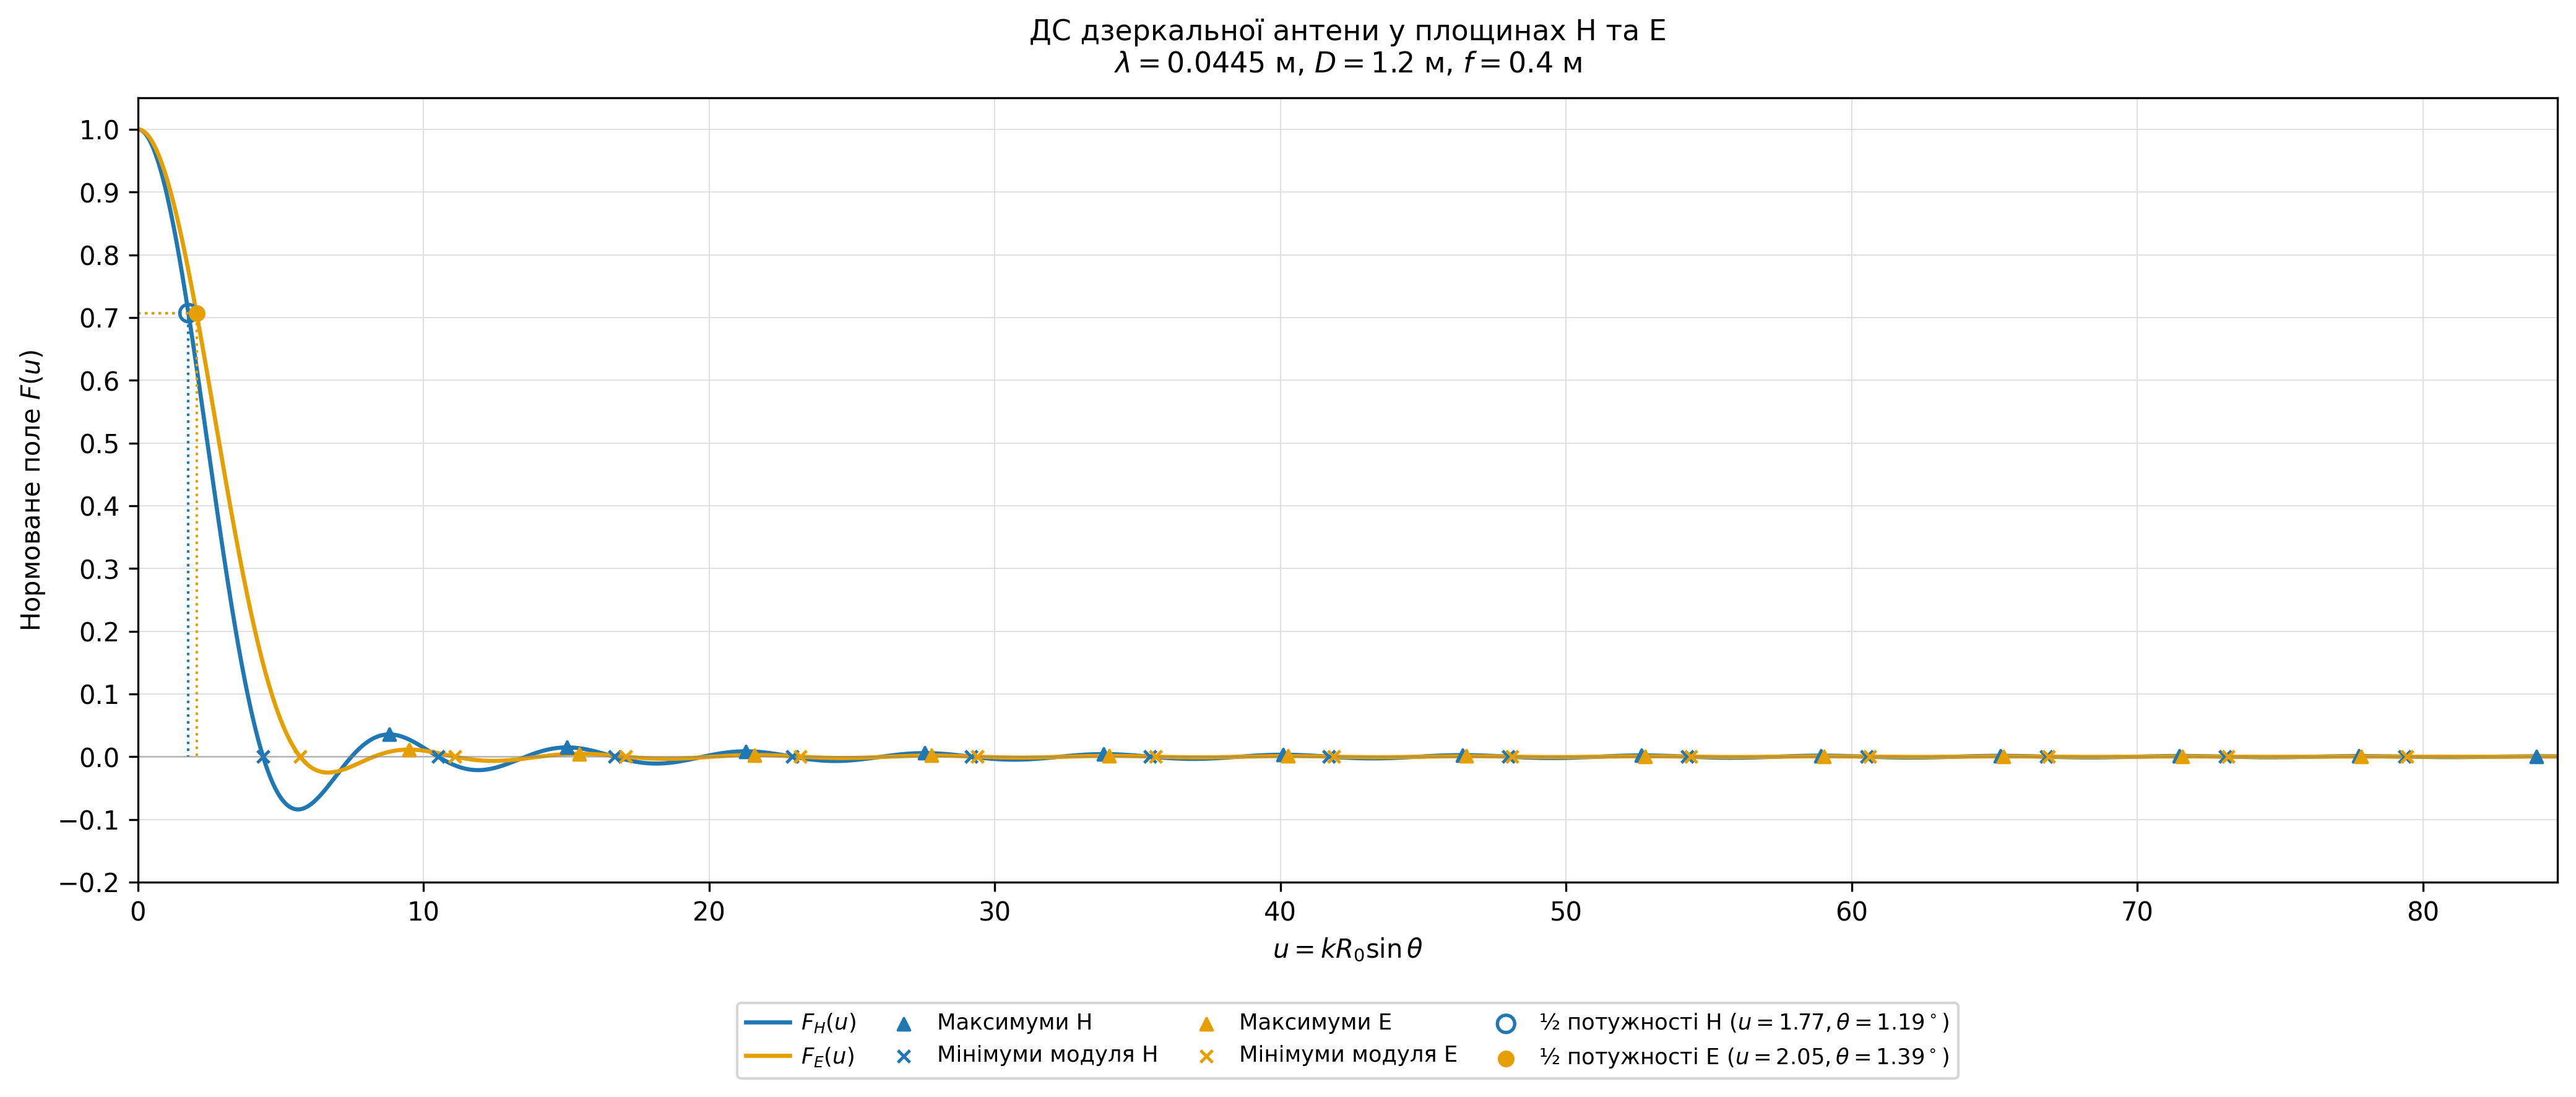 ДС дзеркальної антени у площинах H та E
λ = 0.0445 м, D = 1.2 м, f = 0.4 м
1.0
0.9
0.8
0.7
0.6
0.5
0.4
0.3
0.2
0.1
0.0
−0.1
−0.2
Нормоване поле F(u)
0 10 20 30 40 50 60 70 80
u = kR₀ sin θ
F_H(u) Максимуми H Максимуми E ½ потужності H (u = 1.77, θ = 1.19°)
F_E(u) Мінімуми модуля H Мінімуми модуля E ½ потужності E (u = 2.05, θ = 1.39°)